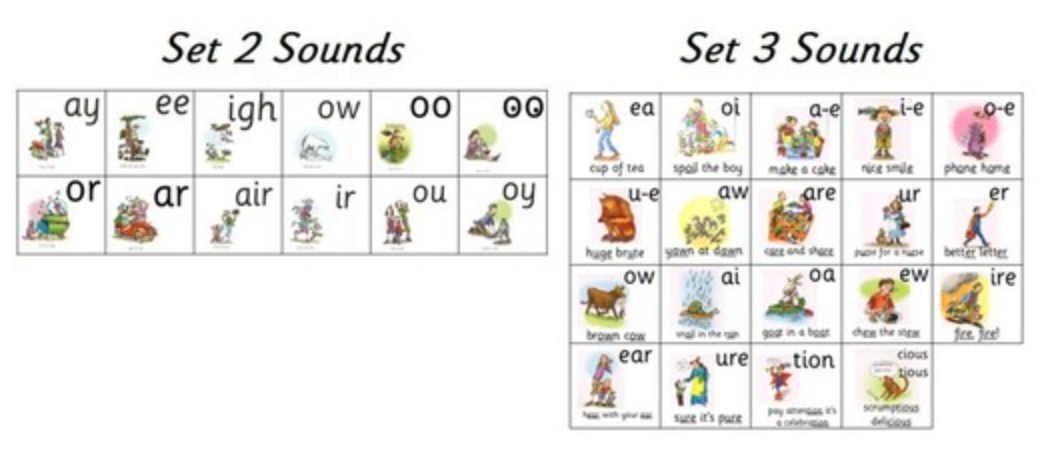 Set 2 Sounds
ay ee igh ow oo oo
or ar air ir ou oy
Set 3 Sounds
ea oi a-e i-e o-e
cup of tea spoil the boy make a cake nice smile phone home
u-e aw are ur er
huge brute yawn at dawn care and share purse for a nurse better letter
ow ai oa ew ire
brown cow snail in the rain goat in a boat chew the stew fire, fire!
ear ure tion cious
tious
hear with your ear sure it's pure pay attention it's
a celebration
scrumptious
delicious